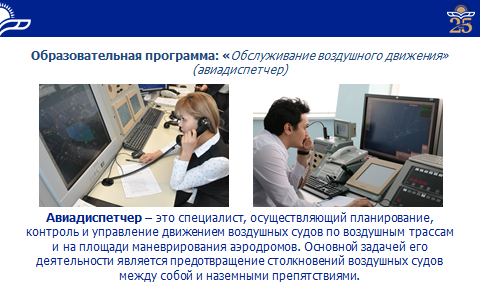 25
Образовательная программа: «Обслуживание воздушного движения»
(авиадиспетчер)
Авиадиспетчер – это специалист, осуществляющий планирование,
контроль и управление движением воздушных судов по воздушным трассам
и на площади маневрирования аэродромов. Основной задачей его
деятельности является предотвращение столкновений воздушных судов
между собой и наземными препятствиями.